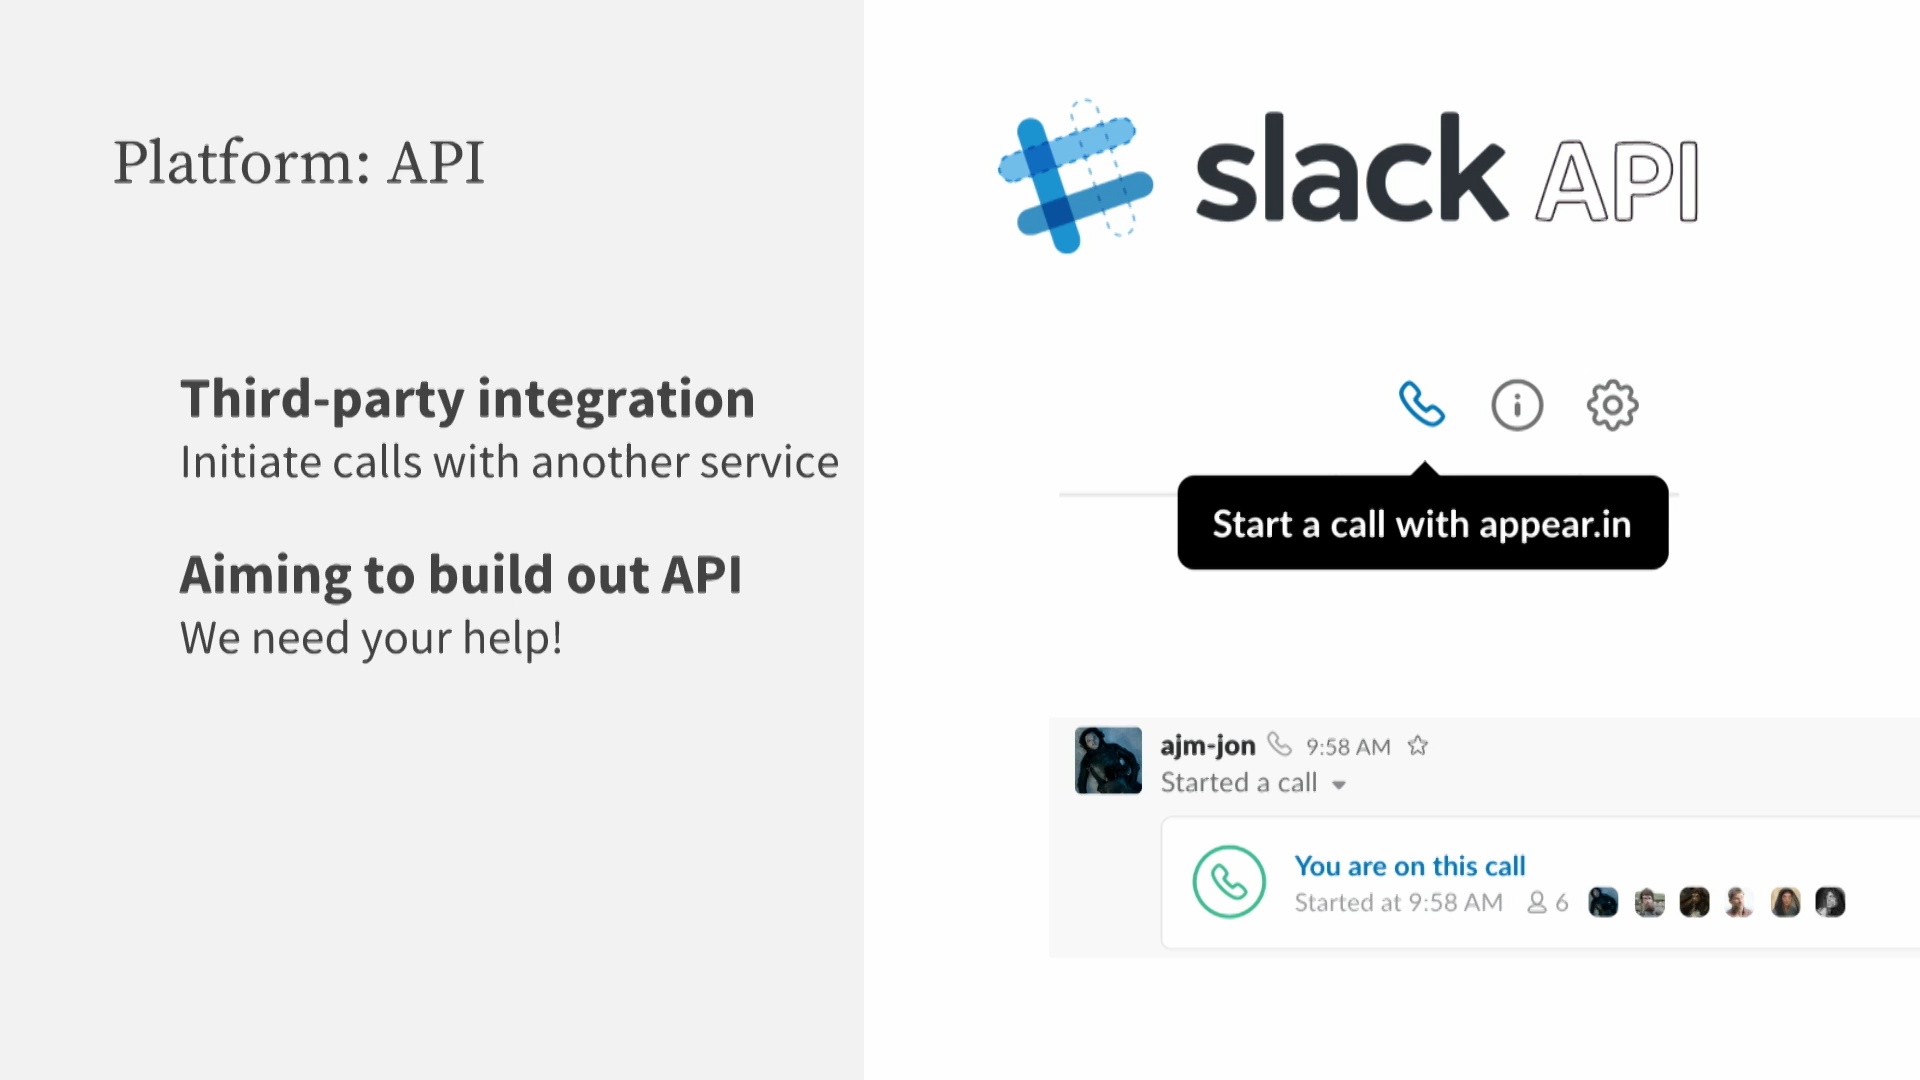 Platform: API
Third-party integration
Initiate calls with another service
Aiming to build out API
We need your help!
slack API
Start a call with appear.in
ajm-jon 9:58 AM
Started a call
You are on this call
Started at 9:58 AM 6